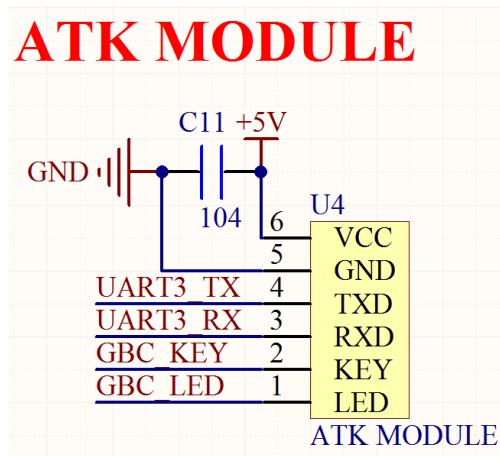 ATK MODULE
C11 +5V
GND
104
U4
6 VCC
5 GND
UART3_TX 4 TXD
UART3_RX 3 RXD
GBC_KEY 2 KEY
GBC_LED 1 LED
ATK MODULE